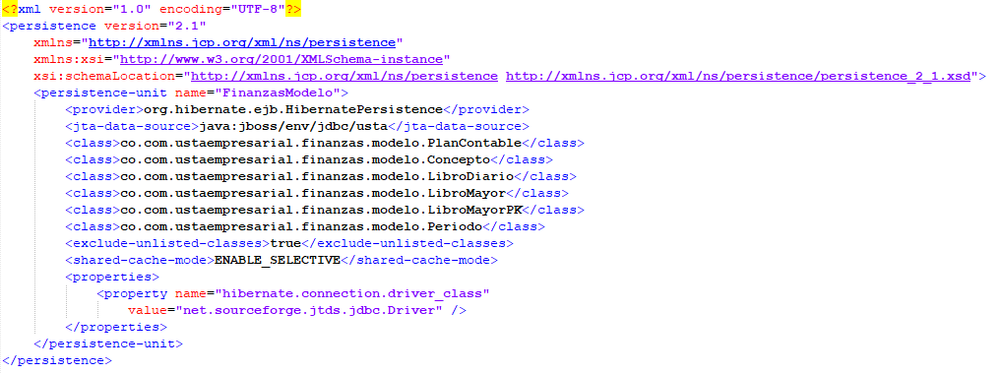 <?xml version="1.0" encoding="UTF-8"?>
<persistence version="2.1"
xmlns="http://xmlns.jcp.org/xml/ns/persistence"
xmlns:xsi="http://www.w3.org/2001/XMLSchema-instance"
xsi:schemaLocation="http://xmlns.jcp.org/xml/ns/persistence http://xmlns.jcp.org/xml/ns/persistence/persistence_2_1.xsd">
<persistence-unit name="FinanzasModelo">
<provider>org.hibernate.ejb.HibernatePersistence</provider>
<jta-data-source>java:jboss/env/jdbc/usta</jta-data-source>
<class>co.com.ustaempresarial.finanzas.modelo.PlanContable</class>
<class>co.com.ustaempresarial.finanzas.modelo.Concepto</class>
<class>co.com.ustaempresarial.finanzas.modelo.LibroDiario</class>
<class>co.com.ustaempresarial.finanzas.modelo.LibroMayor</class>
<class>co.com.ustaempresarial.finanzas.modelo.LibroMayorPK</class>
<class>co.com.ustaempresarial.finanzas.modelo.Periodo</class>
<exclude-unlisted-classes>true</exclude-unlisted-classes>
<shared-cache-mode>ENABLE_SELECTIVE</shared-cache-mode>
<properties>
<property name="hibernate.connection.driver_class"
value="net.sourceforge.jtds.jdbc.Driver" />
</properties>
</persistence-unit>
</persistence>